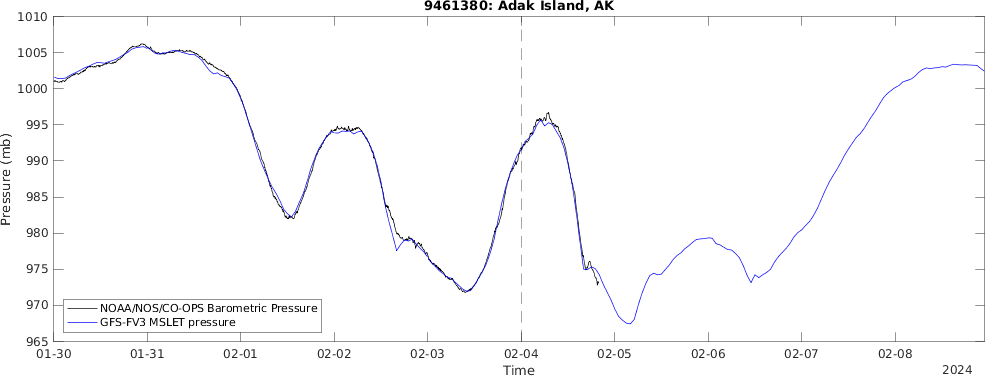 9461380: Adak Island, AK
Pressure (mb)
1010
1005
1000
995
990
985
980
975
970
965
NOAA/NOS/CO-OPS Barometric Pressure
GFS-FV3 MSLET pressure
01-30 01-31 02-01 02-02 02-03 02-04 02-05 02-06 02-07 02-08
Time
2024